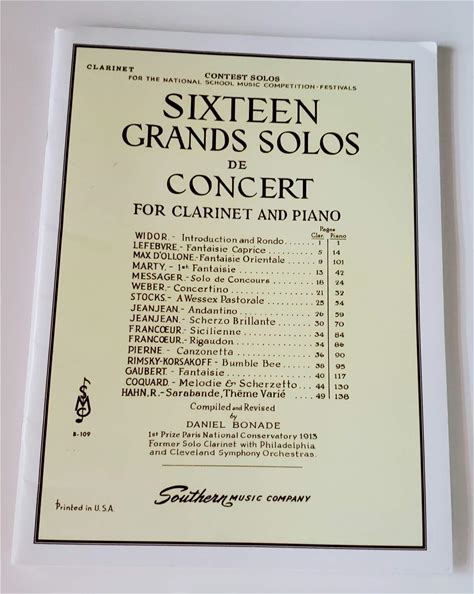 CLARINET
CONTEST SOLOS
FOR THE NATIONAL SCHOOL MUSIC COMPETITION-FESTIVALS
SIXTEEN
GRANDS SOLOS
DE
CONCERT
FOR CLARINET AND PIANO
Pages
Clar. Piano
WIDOR.- Introduction and Rondo ....... 1 1
LEFEBVRE.- Fantaisie Caprice ....... 5 14
MAX D'OLLONE.- Fantaisie Orientale ... 9 101
MARTY.- 1st Fantaisie ............ 13 42
MESSAGER.- Solo de Concours ....... 18 24
WEBER.- Concertino ............ 21 32
STOCKS.- A Wessex Pastorale ....... 25 54
JEANJEAN.- Andantino ............ 26 59
JEANJEAN.- Scherzo Brillante ....... 30 70
FRANCŒUR.- Sicilienne ............ 34 84
FRANCŒUR.- Rigaudon ............ 34 86
PIERNE.- Canzonetta ............ 36 90
RIMSKY-KORSAKOFF - Bumble Bee .... 38 95
GAUBERT.- Fantaisie ............ 40 117
COQUARD.- Melodie & Scherzetto .. 44 130
HAHN, R.- Sarabande, Thème Varié .. 49 138
Compiled and Revised
by
DANIEL BONADE
1st Prize Paris National Conservatory 1913
Former Solo Clarinet with Philadelphia
and Cleveland Symphony Orchestras.
B-109
Southern MUSIC COMPANY
Printed in U.S.A.